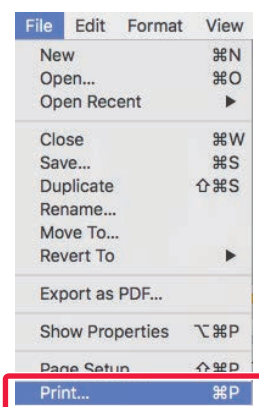 File Edit Format View
New ⌘N
Open... ⌘O
Open Recent ▶
Close ⌘W
Save... ⌘S
Duplicate ⇧⌘S
Rename...
Move To...
Revert To ▶
Export as PDF...
Show Properties ⌥⌘P
Page Setup ⇧⌘P
Print... ⌘P